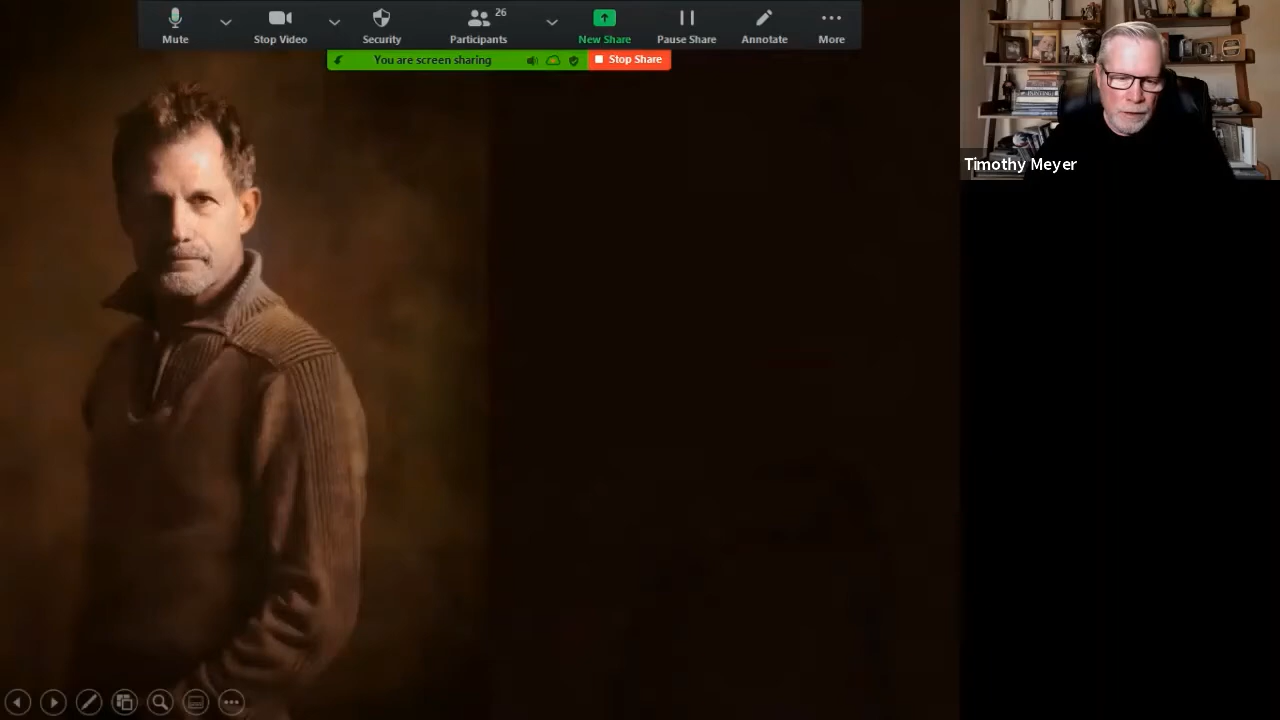 Mute
Stop Video
Security
Participants
26
New Share
Pause Share
Annotate
More
You are screen sharing
Stop Share
Timothy Meyer